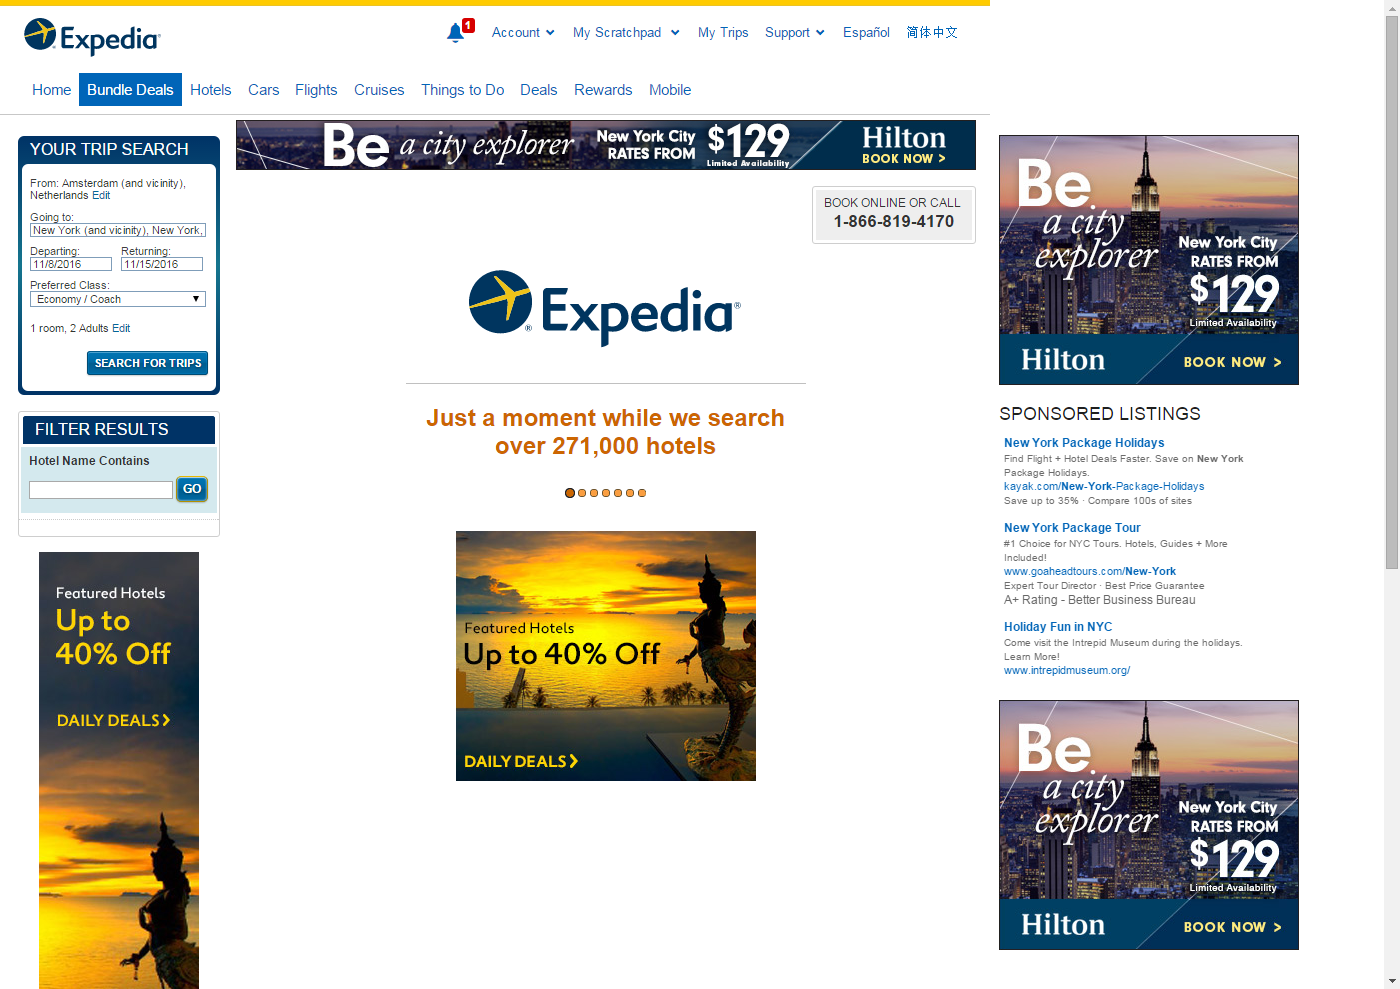 Expedia
1
Account
My Scratchpad
My Trips
Support
Español
简体中文
Home
Bundle Deals
Hotels
Cars
Flights
Cruises
Things to Do
Deals
Rewards
Mobile
YOUR TRIP SEARCH
From: Amsterdam (and vicinity),
Netherlands Edit
Going to:
New York (and vicinity), New York,
Departing:
Returning:
11/8/2016
11/15/2016
Preferred Class:
Economy / Coach
1 room, 2 Adults Edit
SEARCH FOR TRIPS
FILTER RESULTS
Hotel Name Contains
GO
Featured Hotels
Up to
40% Off
DAILY DEALS >
Be a city explorer
New York City
RATES FROM
$129
Limited Availability
Hilton
BOOK NOW >
BOOK ONLINE OR CALL
1-866-819-4170
Expedia®
Just a moment while we search
over 271,000 hotels
Featured Hotels
Up to 40% Off
DAILY DEALS >
Be
a city
explorer
New York City
RATES FROM
$129
Limited Availability
Hilton
BOOK NOW >
SPONSORED LISTINGS
New York Package Holidays
Find Flight + Hotel Deals Faster. Save on New York
Package Holidays.
kayak.com/New-York-Package-Holidays
Save up to 35% · Compare 100s of sites
New York Package Tour
#1 Choice for NYC Tours. Hotels, Guides + More
Included!
www.goaheadtours.com/New-York
Expert Tour Director · Best Price Guarantee
A+ Rating - Better Business Bureau
Holiday Fun in NYC
Come visit the Intrepid Museum during the holidays.
Learn More!
www.intrepidmuseum.org/
Be
a city
explorer
New York City
RATES FROM
$129
Limited Availability
Hilton
BOOK NOW >